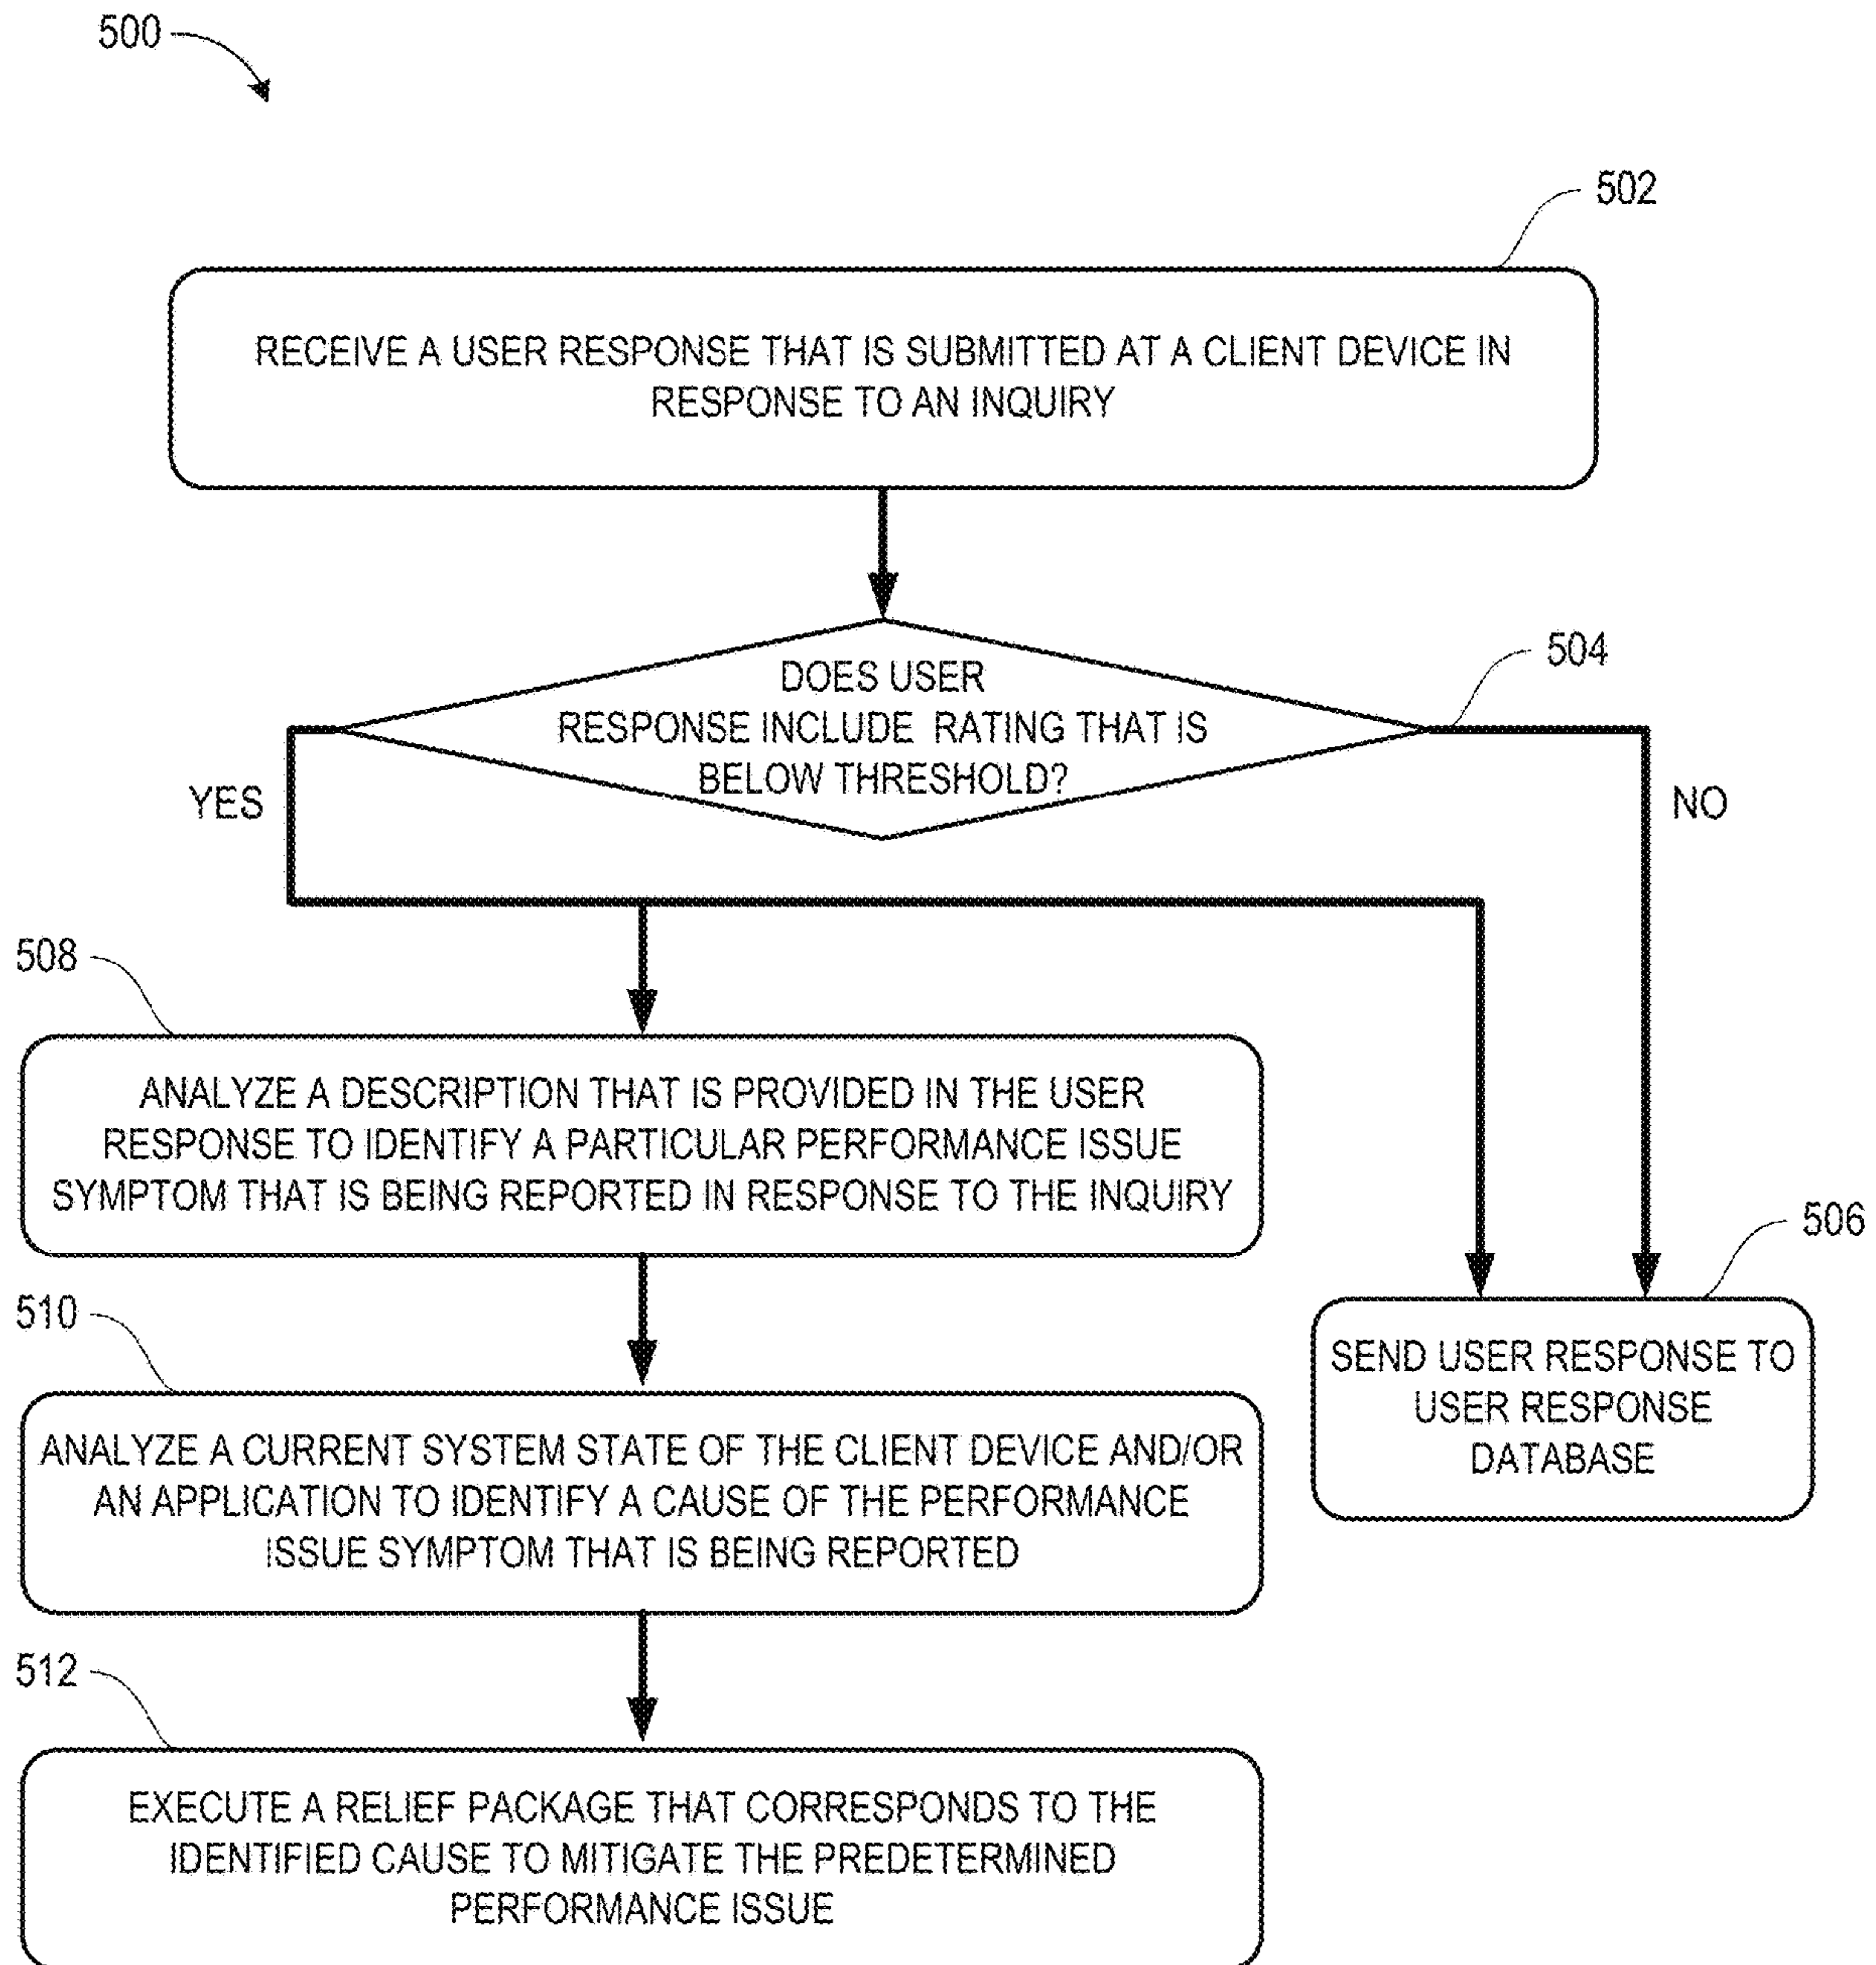 500
502
RECEIVE A USER RESPONSE THAT IS SUBMITTED AT A CLIENT DEVICE IN
RESPONSE TO AN INQUIRY
504
DOES USER
RESPONSE INCLUDE RATING THAT IS
BELOW THRESHOLD?
YES
NO
508
ANALYZE A DESCRIPTION THAT IS PROVIDED IN THE USER
RESPONSE TO IDENTIFY A PARTICULAR PERFORMANCE ISSUE
SYMPTOM THAT IS BEING REPORTED IN RESPONSE TO THE INQUIRY
506
SEND USER RESPONSE TO
USER RESPONSE
DATABASE
510
ANALYZE A CURRENT SYSTEM STATE OF THE CLIENT DEVICE AND/OR
AN APPLICATION TO IDENTIFY A CAUSE OF THE PERFORMANCE
ISSUE SYMPTOM THAT IS BEING REPORTED
512
EXECUTE A RELIEF PACKAGE THAT CORRESPONDS TO THE
IDENTIFIED CAUSE TO MITIGATE THE PREDETERMINED
PERFORMANCE ISSUE